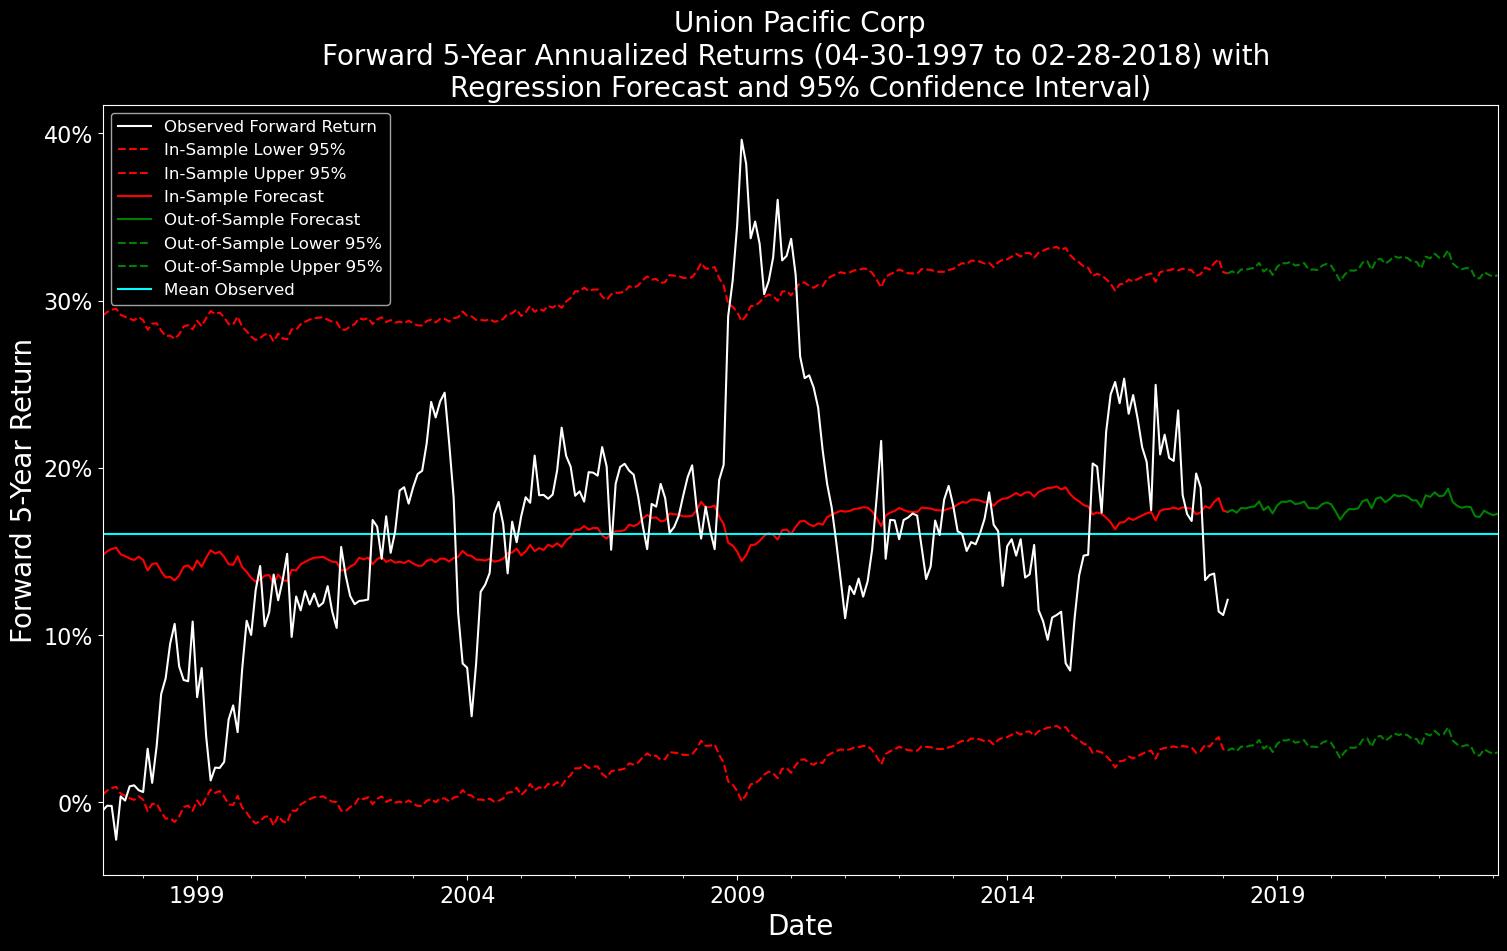 Union Pacific Corp
Forward 5-Year Annualized Returns (04-30-1997 to 02-28-2018) with
Regression Forecast and 95% Confidence Interval)
Observed Forward Return
In-Sample Lower 95%
In-Sample Upper 95%
In-Sample Forecast
Out-of-Sample Forecast
Out-of-Sample Lower 95%
Out-of-Sample Upper 95%
Mean Observed
Forward 5-Year Return
40%
30%
20%
10%
0%
1999
2004
2009
2014
2019
Date